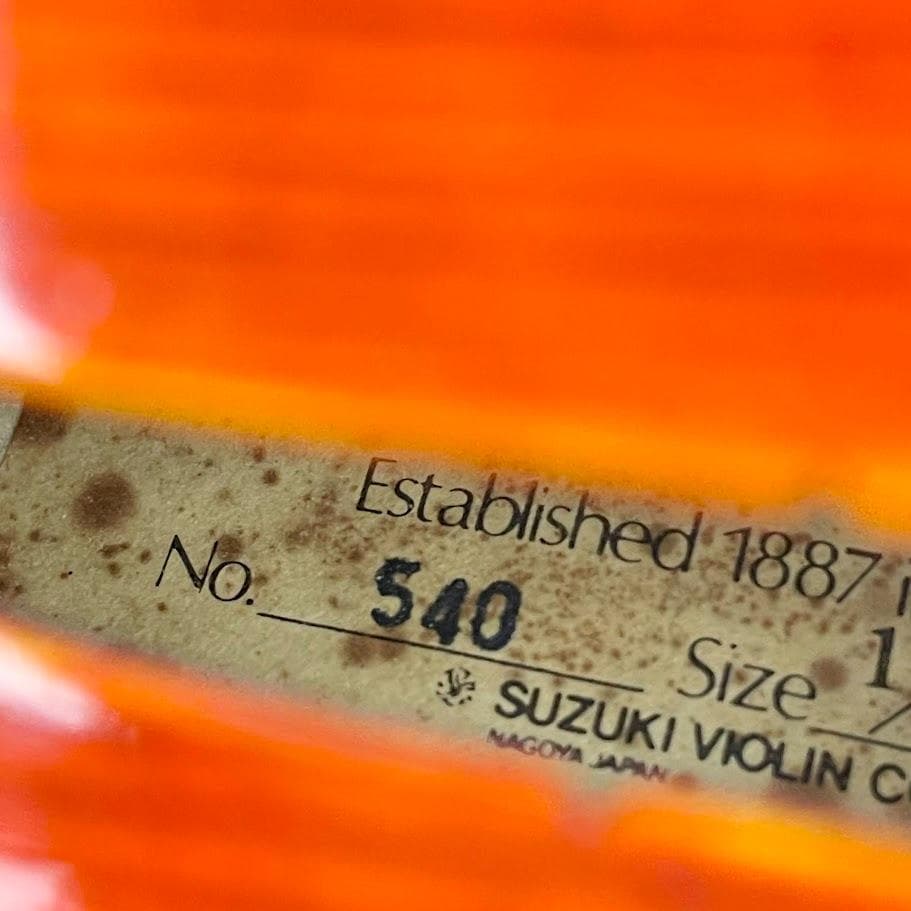 Established 1887
No. 540 Size 1/
SUZUKI VIOLIN C
NAGOYA JAPAN